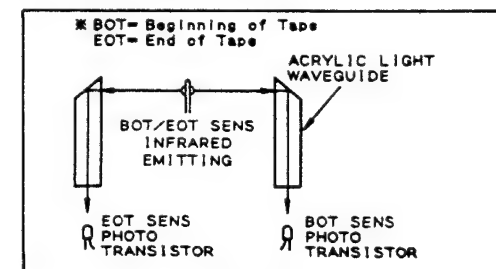 ※ BOT= Beginning of Tape
EOT= End of Tape
ACRYLIC LIGHT
WAVEGUIDE
BOT/EOT SENS
INFRARED
EMITTING
EOT SENS
PHOTO
TRANSISTOR
BOT SENS
PHOTO
TRANSISTOR